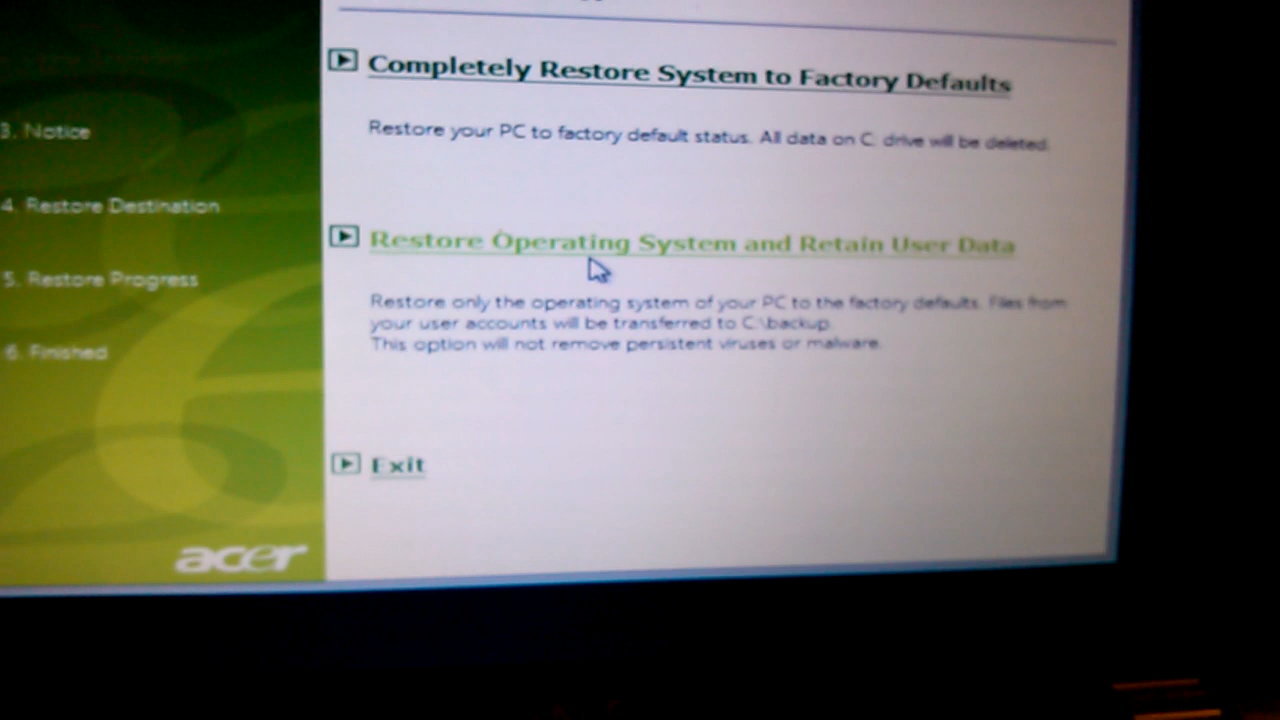 Completely Restore System to Factory Defaults
Restore your PC to factory default status. All data on C: drive will be deleted.
3. Notice
4. Restore Destination
Restore Operating System and Retain User Data
5. Restore Progress
Restore only the operating system of your PC to the factory defaults. Files from
your user accounts will be transferred to C:\backup.
This option will not remove persistent viruses or malware.
6. Finished
Exit
acer